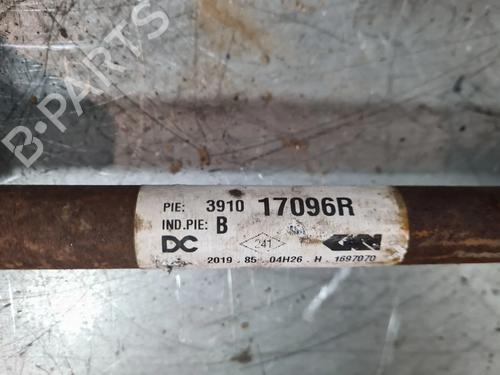 B-PARTS
PIE: 3910 17096R
IND.PIE: B
DC 241 GKN
2019 . 85 . 04H26 . H . 1697070